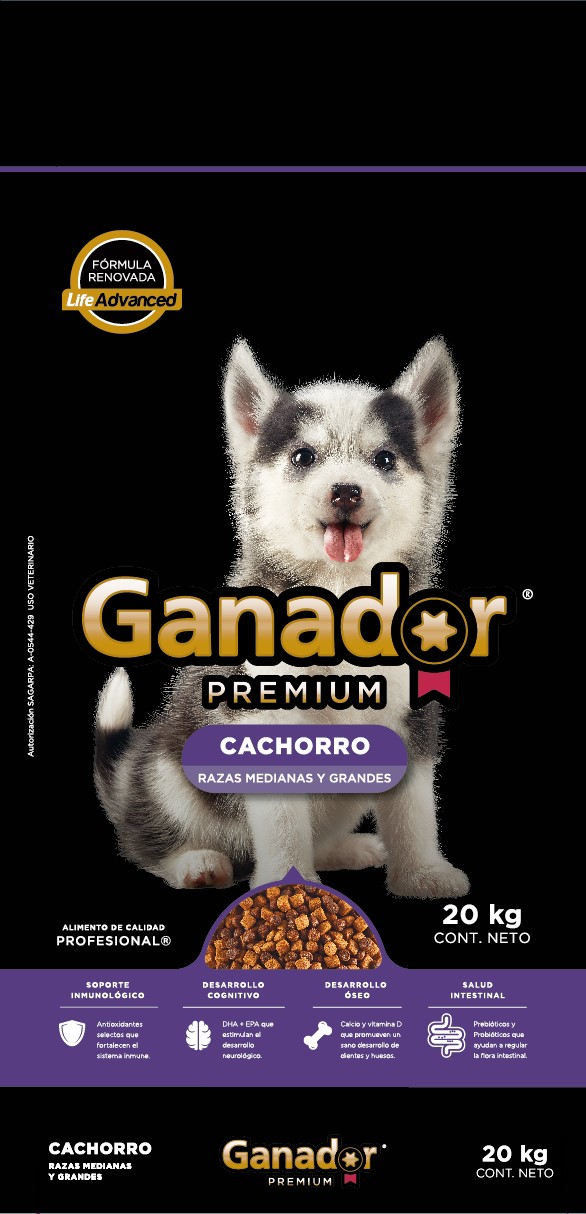 FÓRMULA
RENOVADA
LifeAdvanced
Autorización SAGARPA: A-0544-429 USO VETERINARIO
Ganador®
PREMIUM
CACHORRO
RAZAS MEDIANAS Y GRANDES
ALIMENTO DE CALIDAD
PROFESIONAL®
20 kg
CONT. NETO
SOPORTE
INMUNOLÓGICO
Antioxidantes
selectos que
fortalecen el
sistema inmune.
DESARROLLO
COGNITIVO
DHA + EPA que
estimulan el
desarrollo
neurológico.
DESARROLLO
ÓSEO
Calcio y vitamina D
que promueven un
sano desarrollo de
dientes y huesos.
SALUD
INTESTINAL
Prebióticos y
Probióticos que
ayudan a regular
la flora intestinal.
CACHORRO
RAZAS MEDIANAS
Y GRANDES
Ganador
PREMIUM
20 kg
CONT. NETO